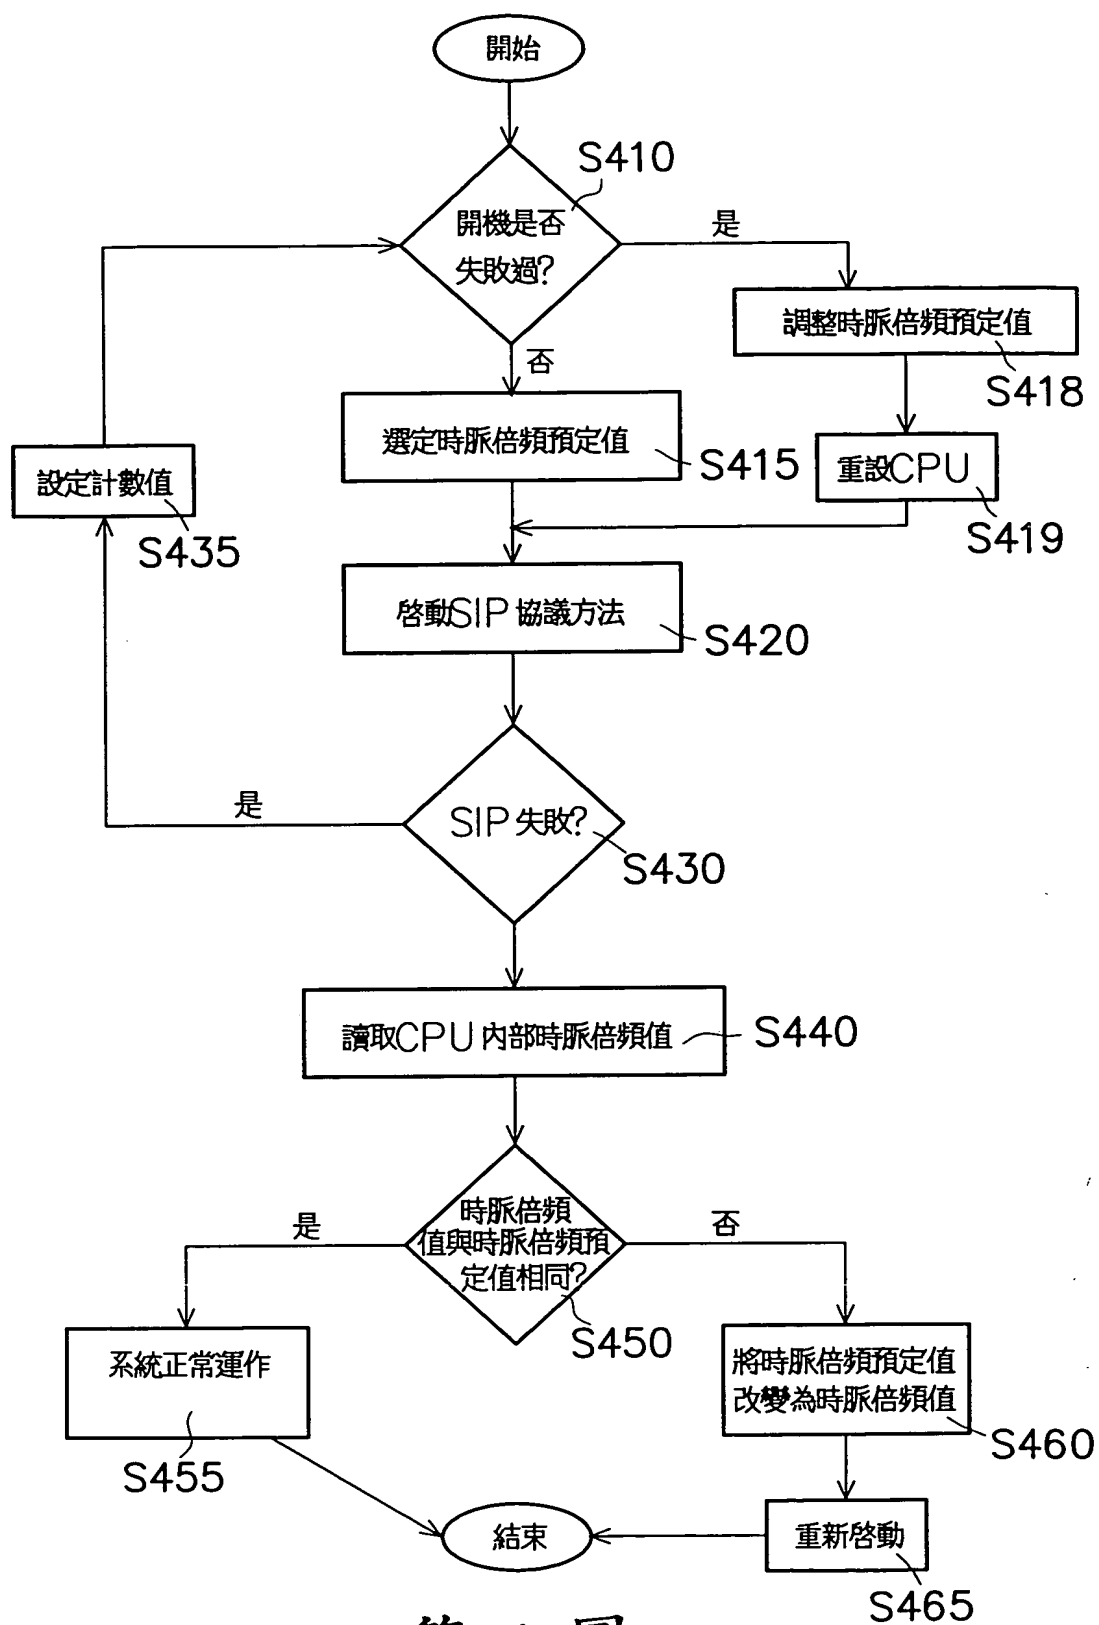 開始
S410
開機是否
失敗過?
是
否
調整時脈倍頻預定值
S418
選定時脈倍頻預定值
S415
重設CPU
S419
設定計數值
S435
啓動SIP協議方法
S420
SIP失敗?
S430
是
讀取CPU內部時脈倍頻值
S440
時脈倍頻
值與時脈倍頻預
定值相同?
S450
是
否
系統正常運作
S455
將時脈倍頻預定值
改變為時脈倍頻值
S460
結束
重新啓動
S465